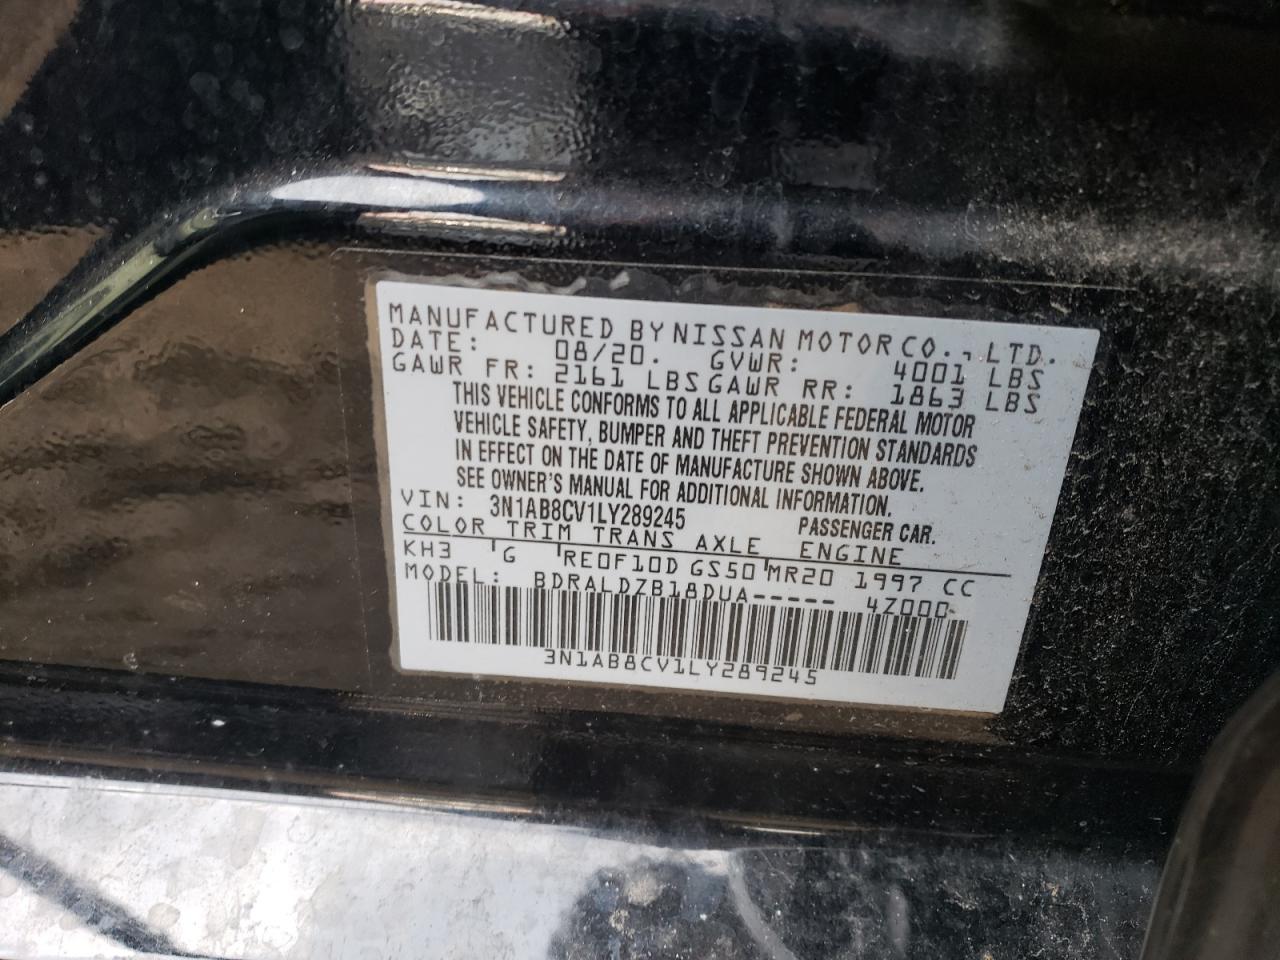 MANUFACTURED BY NISSAN MOTOR CO., LTD.
DATE: 08/20. GVWR: 4001 LBS
GAWR FR: 2161 LBS GAWR RR: 1863 LBS
THIS VEHICLE CONFORMS TO ALL APPLICABLE FEDERAL MOTOR
VEHICLE SAFETY, BUMPER AND THEFT PREVENTION STANDARDS
IN EFFECT ON THE DATE OF MANUFACTURE SHOWN ABOVE.
SEE OWNER'S MANUAL FOR ADDITIONAL INFORMATION.
VIN: 3N1AB8CV1LY289245 PASSENGER CAR.
COLOR TRIM TRANS AXLE ENGINE
KH3 G RE0F10D GS50 MR20 1997 CC
MODEL: BDRALDZB18DUA----- 4Z000
3N1AB8CV1LY289245